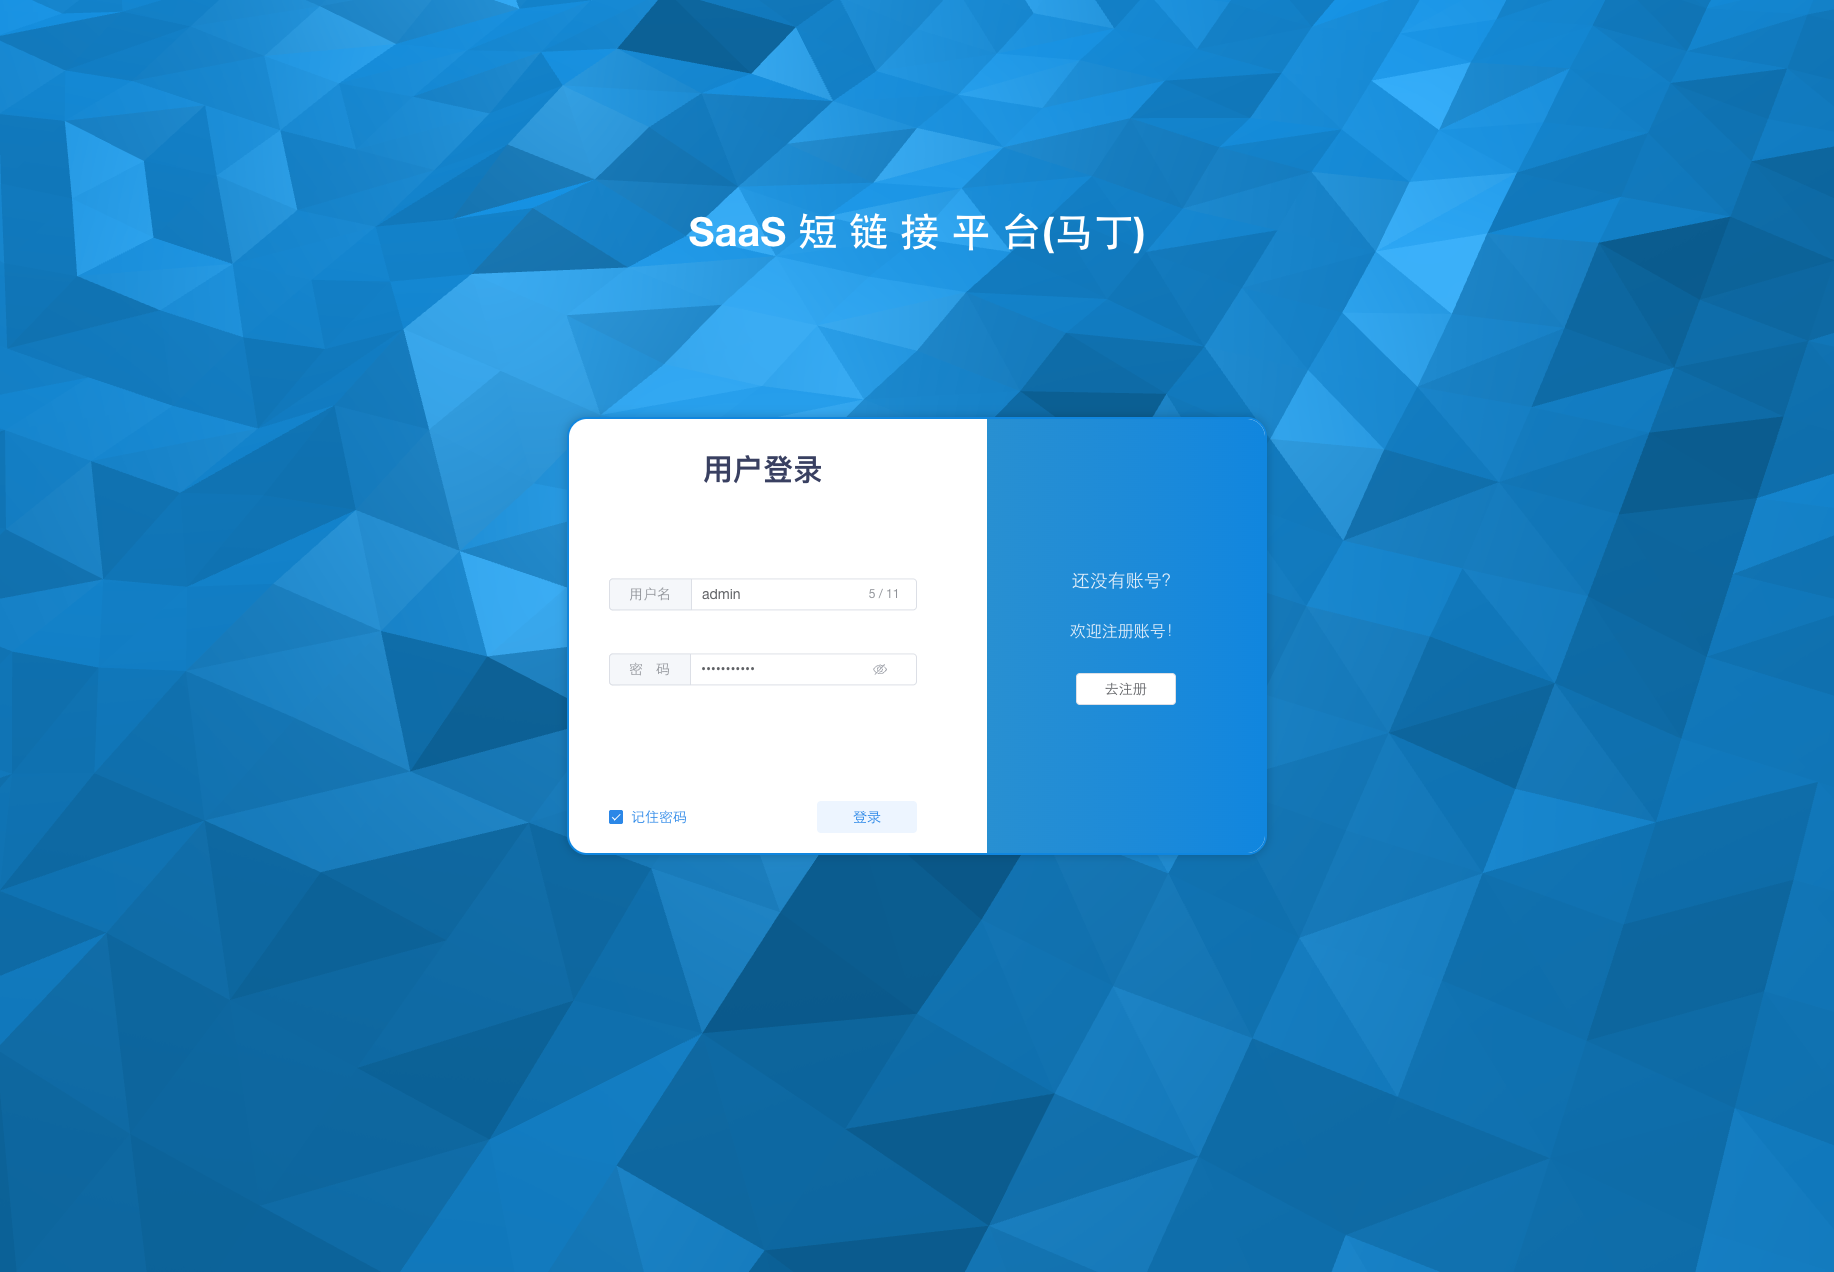 SaaS 短 链 接 平 台(马丁)
用户登录
用户名 admin 5 / 11
密 码 •••••••••••
记住密码 登录
还没有账号?
欢迎注册账号!
去注册